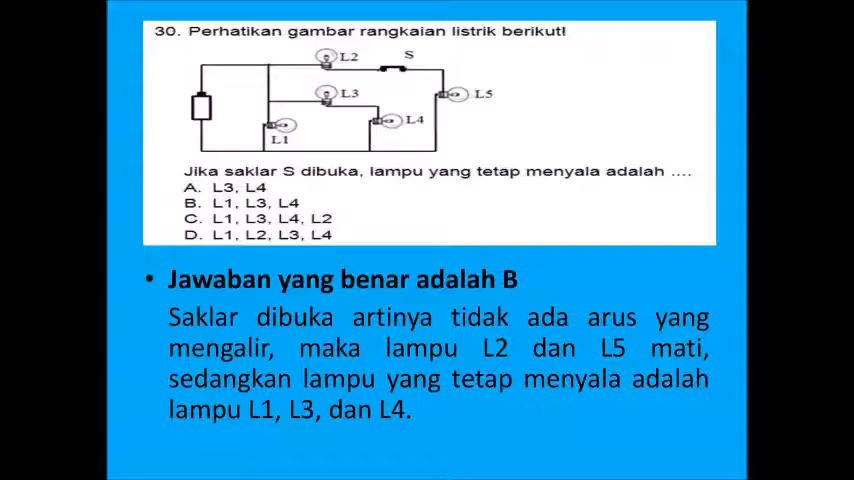 30. Perhatikan gambar rangkaian listrik berikut!
L2
S
L3
L5
L4
L1
Jika saklar S dibuka, lampu yang tetap menyala adalah ....
A. L3, L4
B. L1, L3, L4
C. L1, L3, L4, L2
D. L1, L2, L3, L4
• Jawaban yang benar adalah B
Saklar dibuka artinya tidak ada arus yang
mengalir, maka lampu L2 dan L5 mati,
sedangkan lampu yang tetap menyala adalah
lampu L1, L3, dan L4.